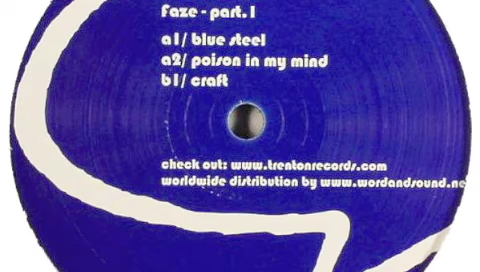 faze - part.1
a1/ blue steel
a2/ poison in my mind
b1/ craft
check out: www.trentonrecords.com
worldwide distribution by www.wordandsound.ne